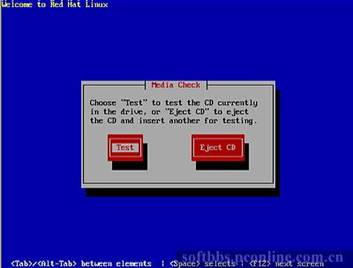 Welcome to Red Hat Linux
Media Check
Choose "Test" to test the CD currently
in the drive, or "Eject CD" to eject
the CD and insert another for testing.
Test
Eject CD
<Tab>/<Alt-Tab> between elements | <Space> selects | <F12> next screen
softbbs.nconline.com.cn